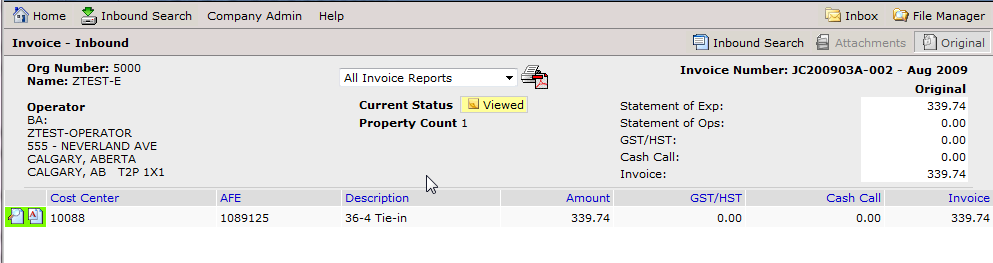 Home Inbound Search Company Admin Help Inbox File Manager
Invoice - Inbound Inbound Search Attachments Original
Org Number: 5000
Name: ZTEST-E
All Invoice Reports
Invoice Number: JC200903A-002 - Aug 2009
Original
Operator
BA:
ZTEST-OPERATOR
555 - NEVERLAND AVE
CALGARY, ABERTA
CALGARY, AB T2P 1X1
Current Status Viewed
Property Count 1
Statement of Exp: 339.74
Statement of Ops: 0.00
GST/HST: 0.00
Cash Call: 0.00
Invoice: 339.74
Cost Center AFE Description Amount GST/HST Cash Call Invoice
10088 1089125 36-4 Tie-in 339.74 0.00 0.00 339.74